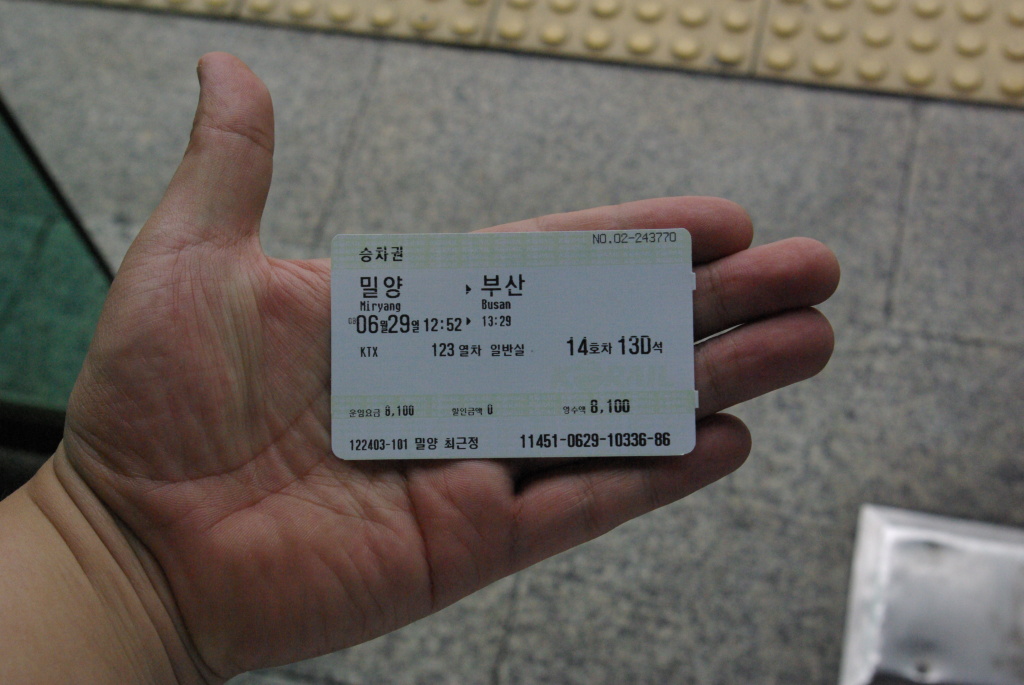 NO.02-243770
승차권
밀양 ▸ 부산
Miryang Busan
06월29일 12:52 ▸ 13:29
KTX 123 열차 일반실 14호차 13D석
운임요금 8,100 할인금액 0 영수액 8,100
122403-101 밀양 최근정 11451-0629-10336-86